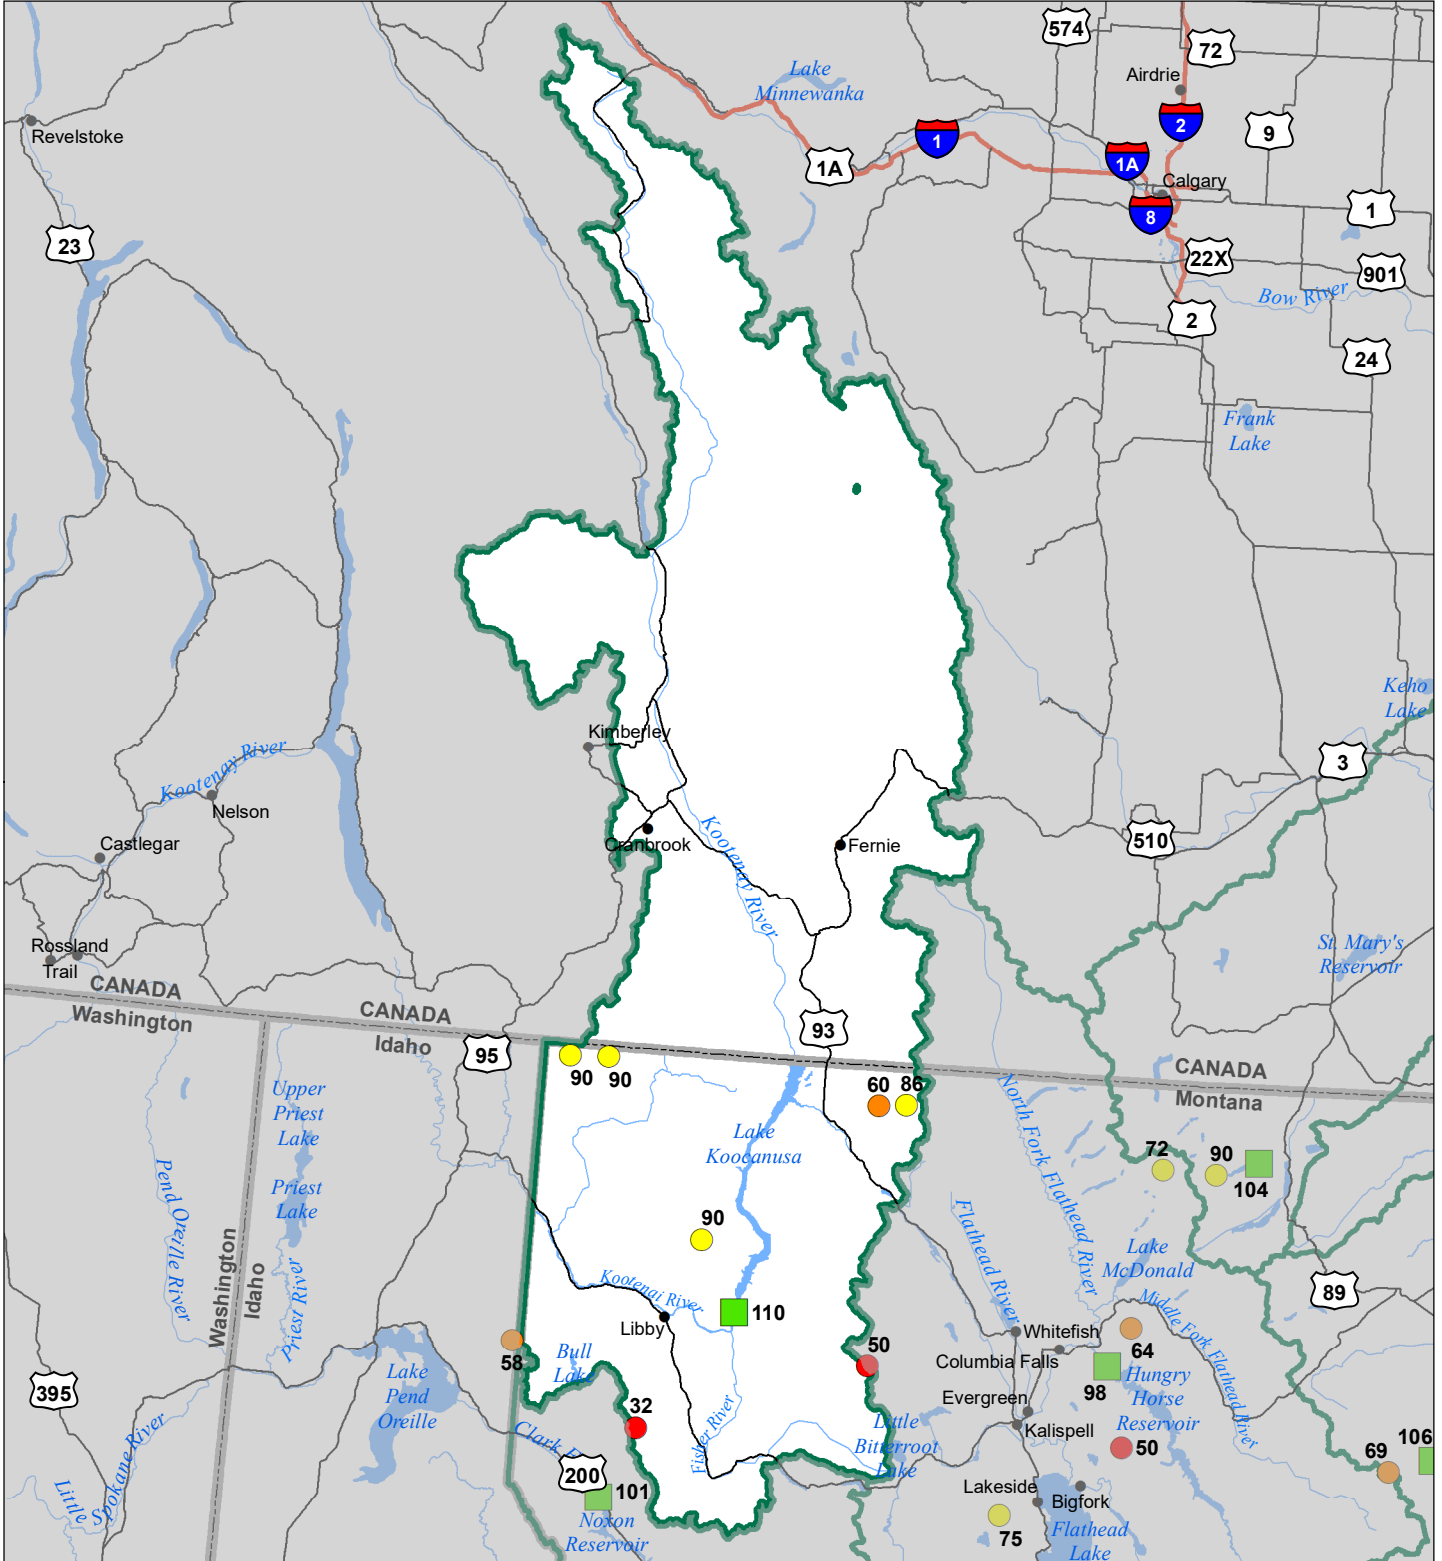 574
72
Airdrie
Lake
Minnewanka
2
9
Revelstoke
1
1A
1A
Calgary
1
8
23
22X
901
Bow River
2
24
Frank
Lake
Keho
Lake
Kimberley
Kootenay River
3
Nelson
Castlegar
Cranbrook
Kootenay River
Fernie
510
Rossland
Trail
St. Mary's
Reservoir
CANADA
Washington
CANADA
Idaho
95
93
CANADA
Montana
90
90
60
86
Upper
Priest
Lake
Priest
Lake
Pend Oreille River
Priest River
Washington
Idaho
Lake
Koocanusa
North Fork Flathead River
72
90
104
90
Flathead River
Lake
McDonald
Kootenai River
110
Libby
89
Middle Fork Flathead River
Whitefish
Columbia Falls
64
58
Bull
Lake
50
98
Hungry
Horse
Reservoir
395
Lake
Pend
Oreille
Evergreen
Kalispell
32
Fisher River
Little
Bitterroot
Lake
50
106
69
Clark
200
101
Noxon
Reservoir
Little Spokane River
Lakeside
Bigfork
75
Flathead
Lake